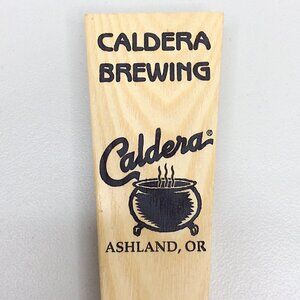 CALDERA
BREWING
Caldera®
ASHLAND, OR